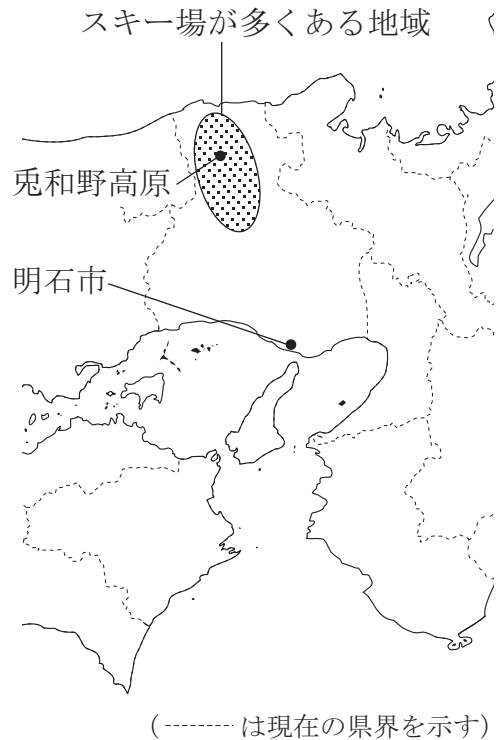 スキー場が多くある地域
兎和野高原
明石市
(------- は現在の県界を示す)